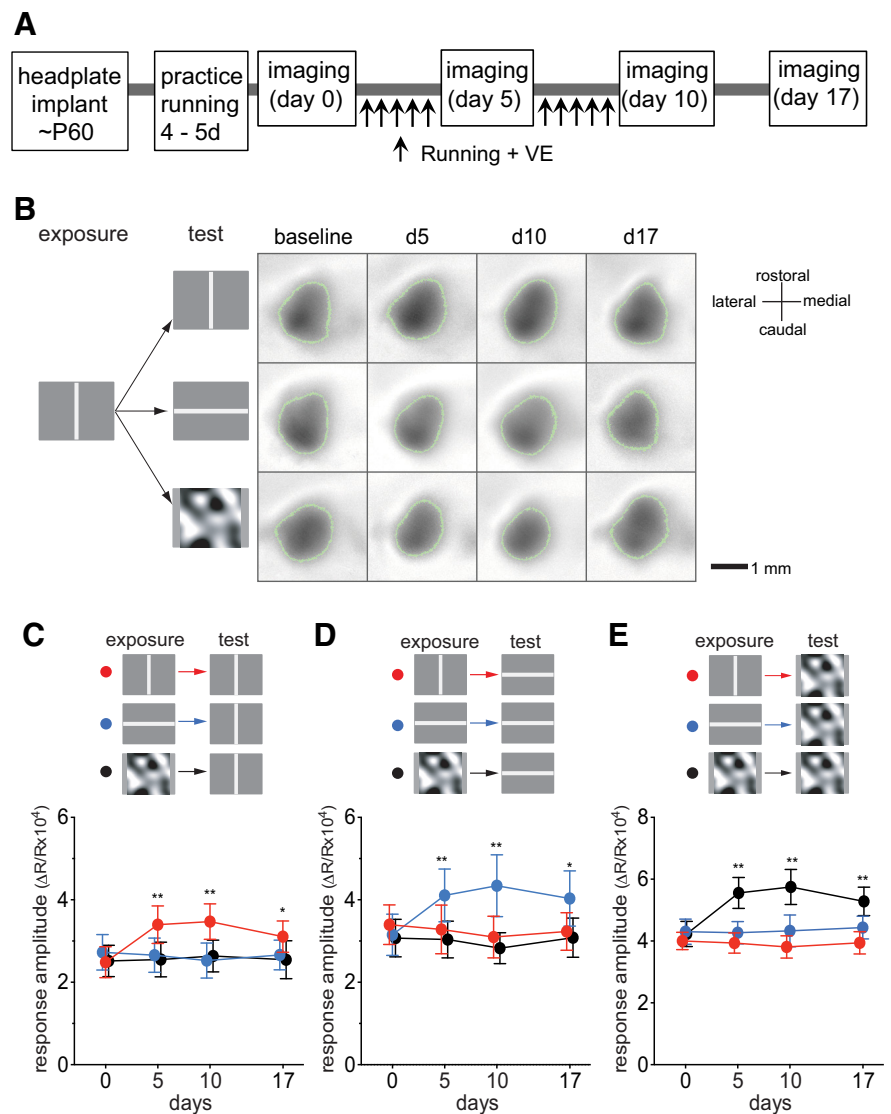 A
headplate
implant
~P60
practice
running
4 - 5d
imaging
(day 0)
imaging
(day 5)
imaging
(day 10)
imaging
(day 17)
Running + VE
B
exposure test
baseline d5 d10 d17
rostoral
lateral medial
caudal
1 mm
C
exposure test
response amplitude (ΔR/Rx10⁴)
6
4
2
0
** ** *
0 5 10 17
days
D
exposure test
response amplitude (ΔR/Rx10⁴)
6
4
2
0
** ** *
0 5 10 17
days
E
exposure test
response amplitude (ΔR/Rx10⁴)
8
6
4
2
0
** ** **
0 5 10 17
days